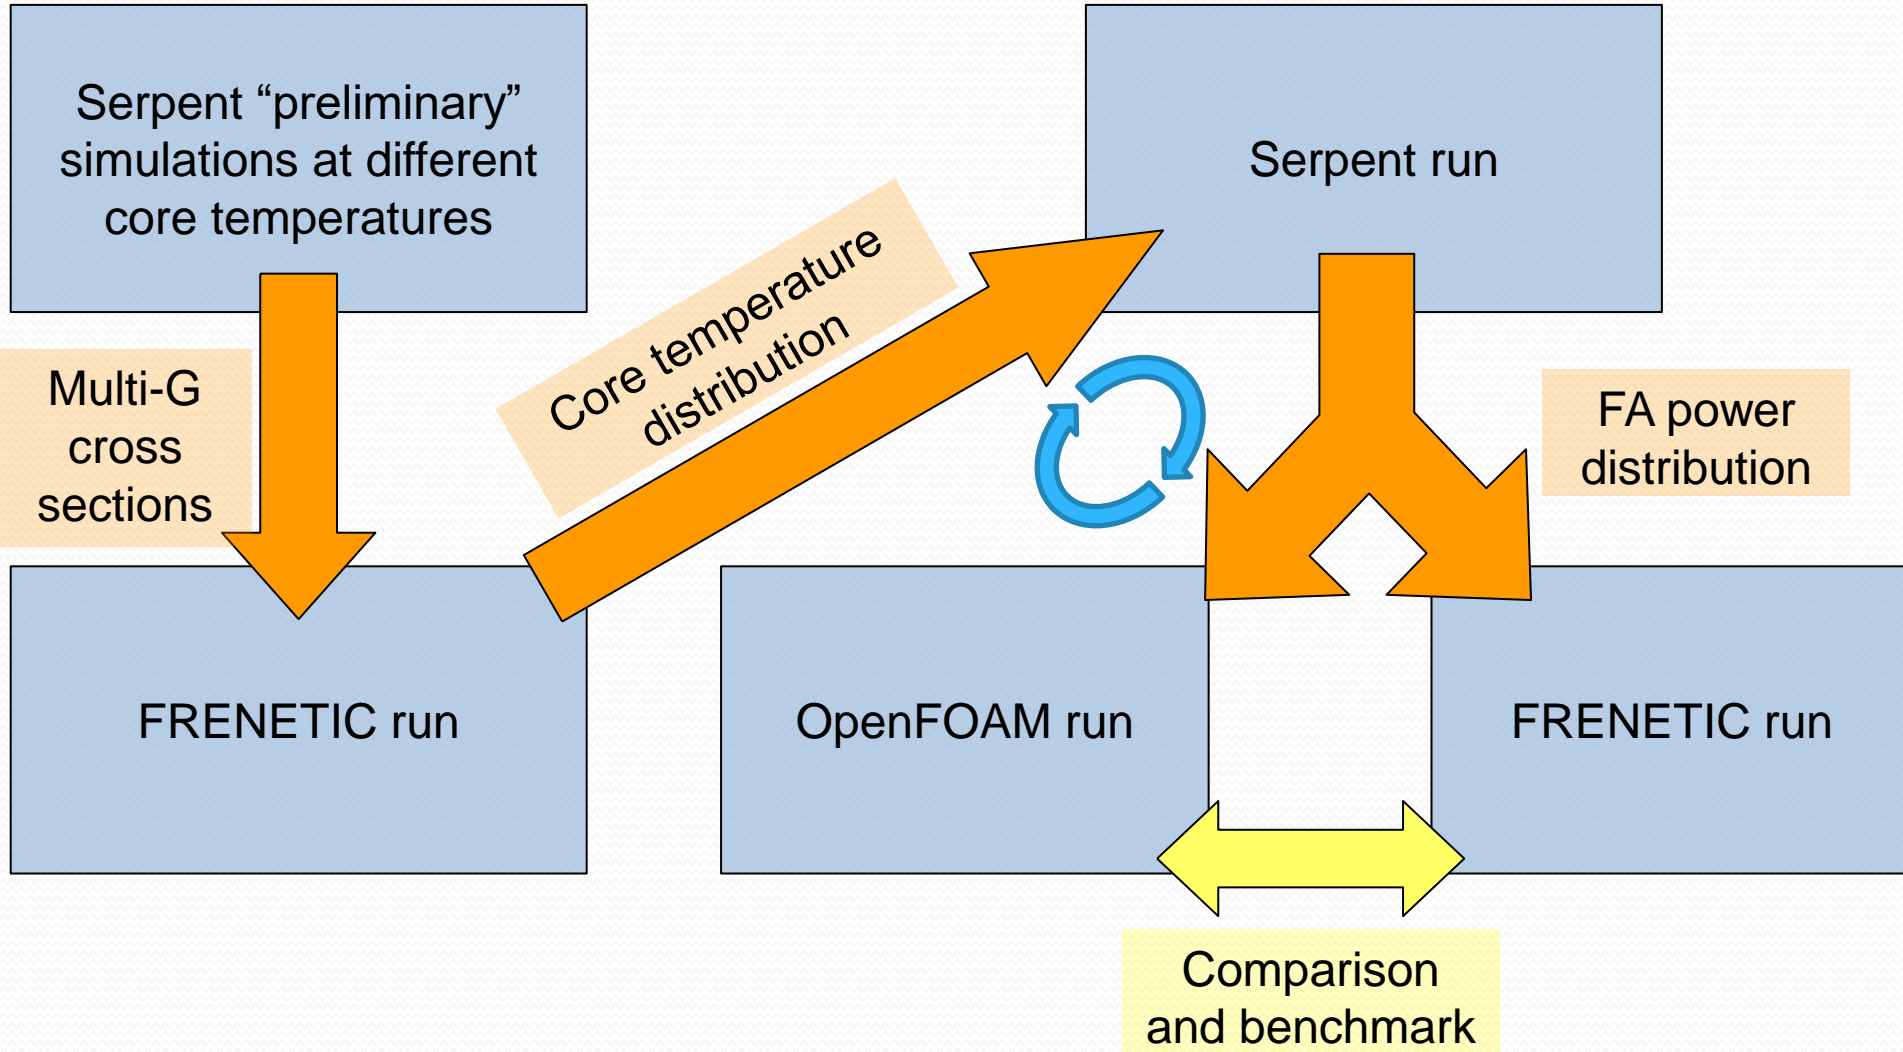 Serpent “preliminary”
simulations at different
core temperatures
Serpent run
Core temperature
distribution
Multi-G
cross
sections
FA power
distribution
FRENETIC run
OpenFOAM run
FRENETIC run
Comparison
and benchmark